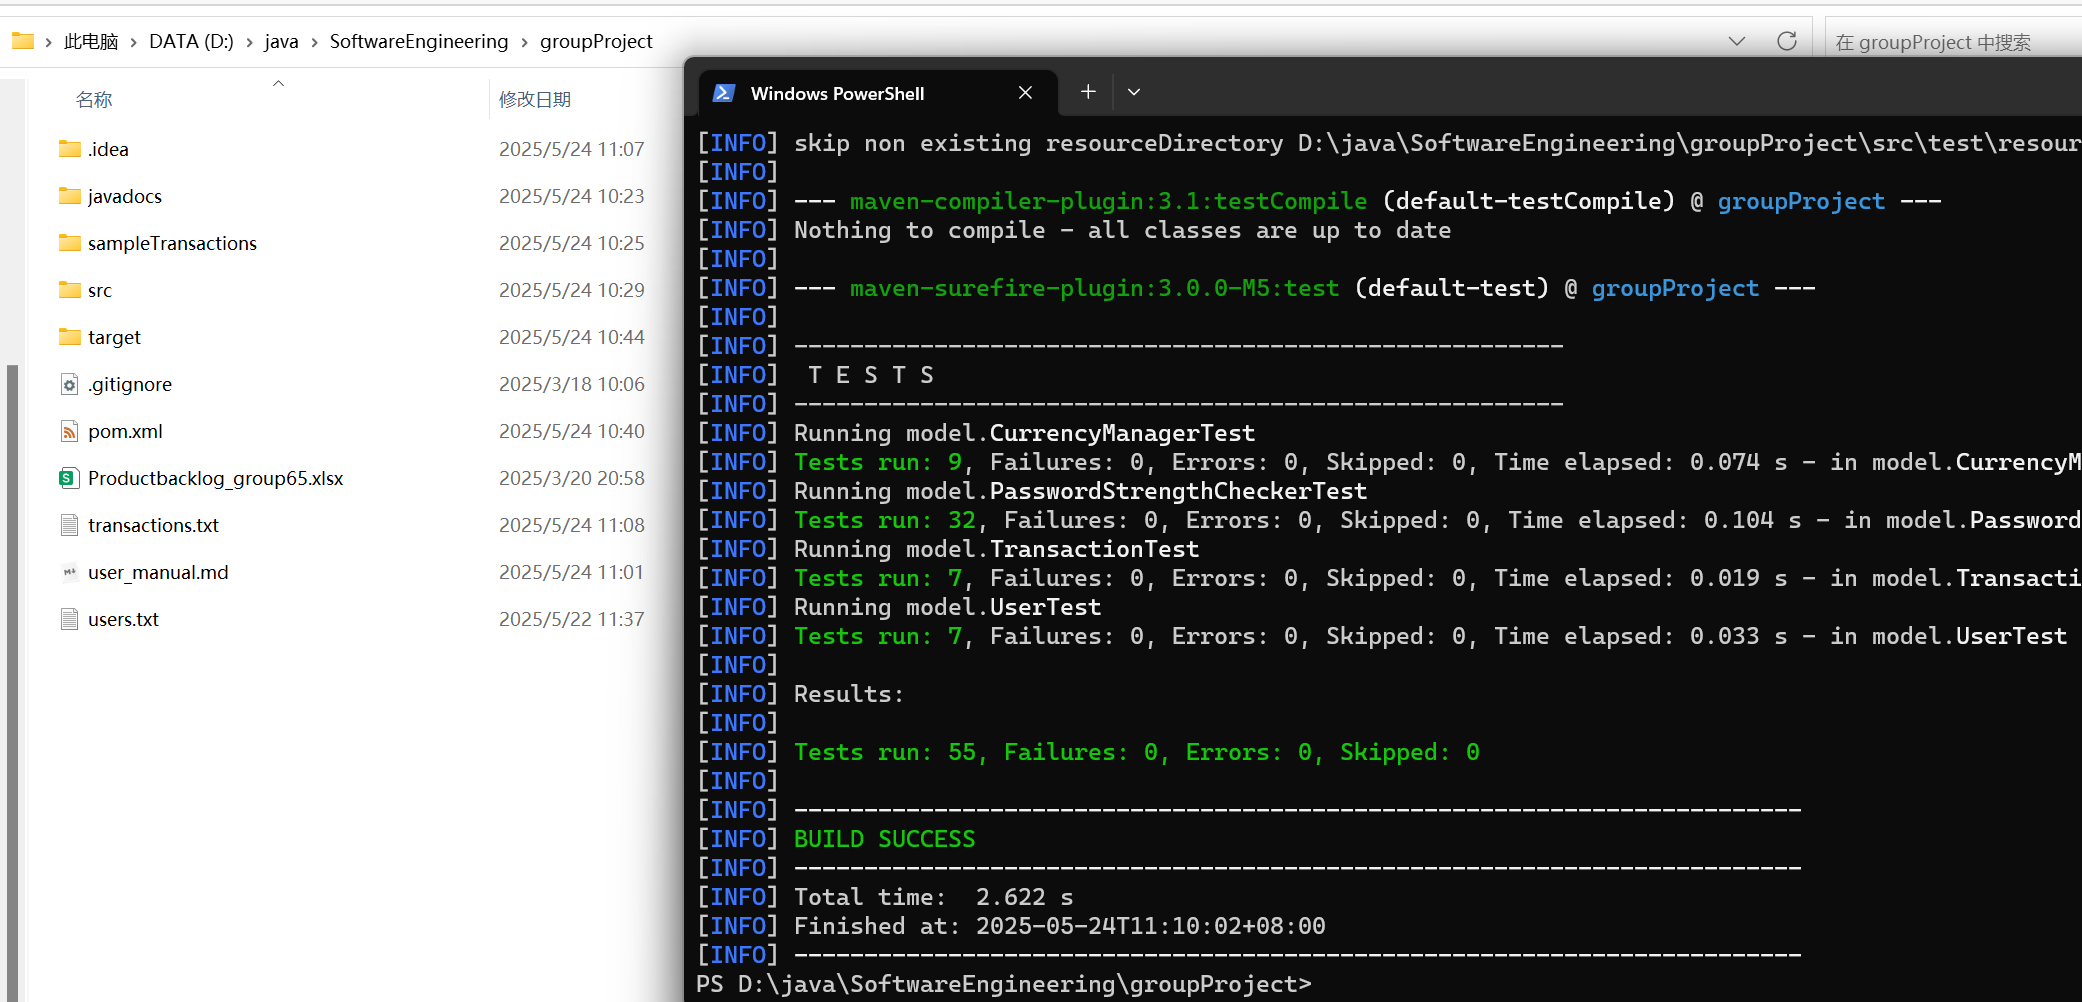 此电脑 › DATA (D:) › java › SoftwareEngineering › groupProject
在 groupProject 中搜索
名称 修改日期
.idea 2025/5/24 11:07
javadocs 2025/5/24 10:23
sampleTransactions 2025/5/24 10:25
src 2025/5/24 10:29
target 2025/5/24 10:44
.gitignore 2025/3/18 10:06
pom.xml 2025/5/24 10:40
Productbacklog_group65.xlsx 2025/3/20 20:58
transactions.txt 2025/5/24 11:08
user_manual.md 2025/5/24 11:01
users.txt 2025/5/22 11:37
Windows PowerShell
[INFO] skip non existing resourceDirectory D:\java\SoftwareEngineering\groupProject\src\test\resour
[INFO]
[INFO] --- maven-compiler-plugin:3.1:testCompile (default-testCompile) @ groupProject ---
[INFO] Nothing to compile - all classes are up to date
[INFO]
[INFO] --- maven-surefire-plugin:3.0.0-M5:test (default-test) @ groupProject ---
[INFO]
[INFO] -------------------------------------------------------
[INFO]  T E S T S
[INFO] -------------------------------------------------------
[INFO] Running model.CurrencyManagerTest
[INFO] Tests run: 9, Failures: 0, Errors: 0, Skipped: 0, Time elapsed: 0.074 s - in model.CurrencyM
[INFO] Running model.PasswordStrengthCheckerTest
[INFO] Tests run: 32, Failures: 0, Errors: 0, Skipped: 0, Time elapsed: 0.104 s - in model.Password
[INFO] Running model.TransactionTest
[INFO] Tests run: 7, Failures: 0, Errors: 0, Skipped: 0, Time elapsed: 0.019 s - in model.Transacti
[INFO] Running model.UserTest
[INFO] Tests run: 7, Failures: 0, Errors: 0, Skipped: 0, Time elapsed: 0.033 s - in model.UserTest
[INFO]
[INFO] Results:
[INFO]
[INFO] Tests run: 55, Failures: 0, Errors: 0, Skipped: 0
[INFO]
[INFO] ------------------------------------------------------------------------
[INFO] BUILD SUCCESS
[INFO] ------------------------------------------------------------------------
[INFO] Total time:  2.622 s
[INFO] Finished at: 2025-05-24T11:10:02+08:00
[INFO] ------------------------------------------------------------------------
PS D:\java\SoftwareEngineering\groupProject>